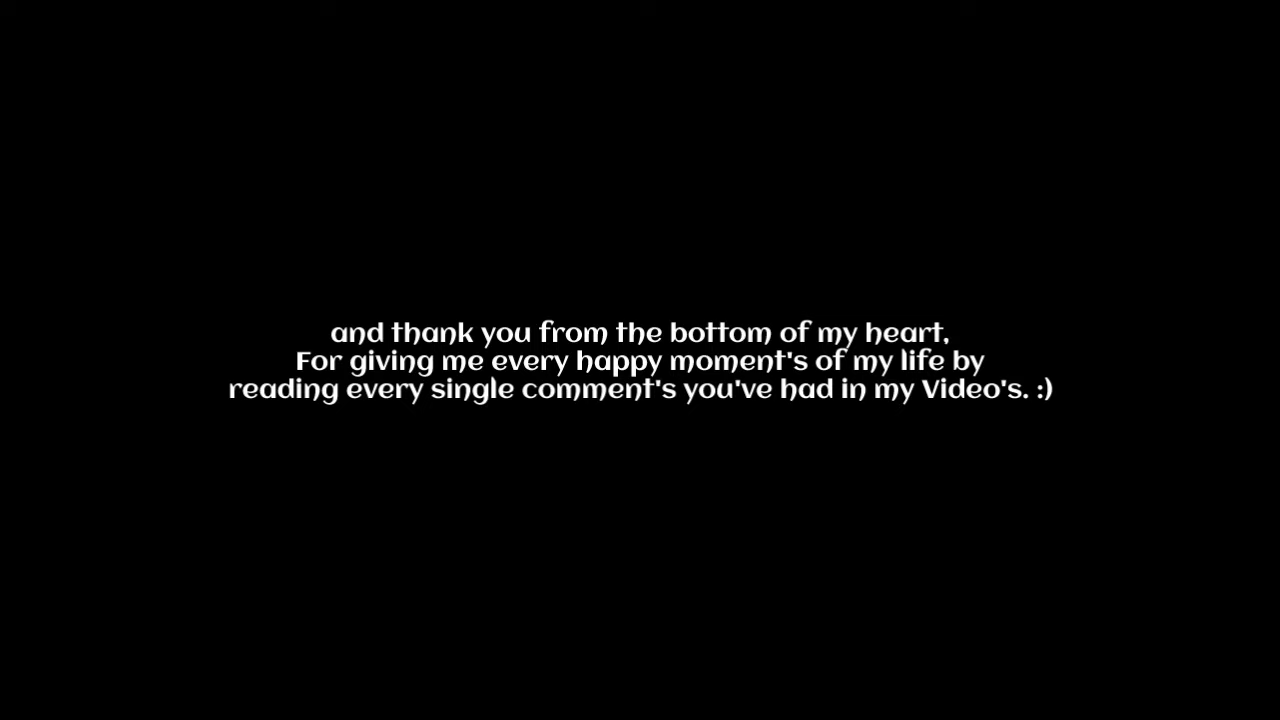 and thank you from the bottom of my heart,
For giving me every happy moment's of my life by
reading every single comment's you've had in my Video's. :)